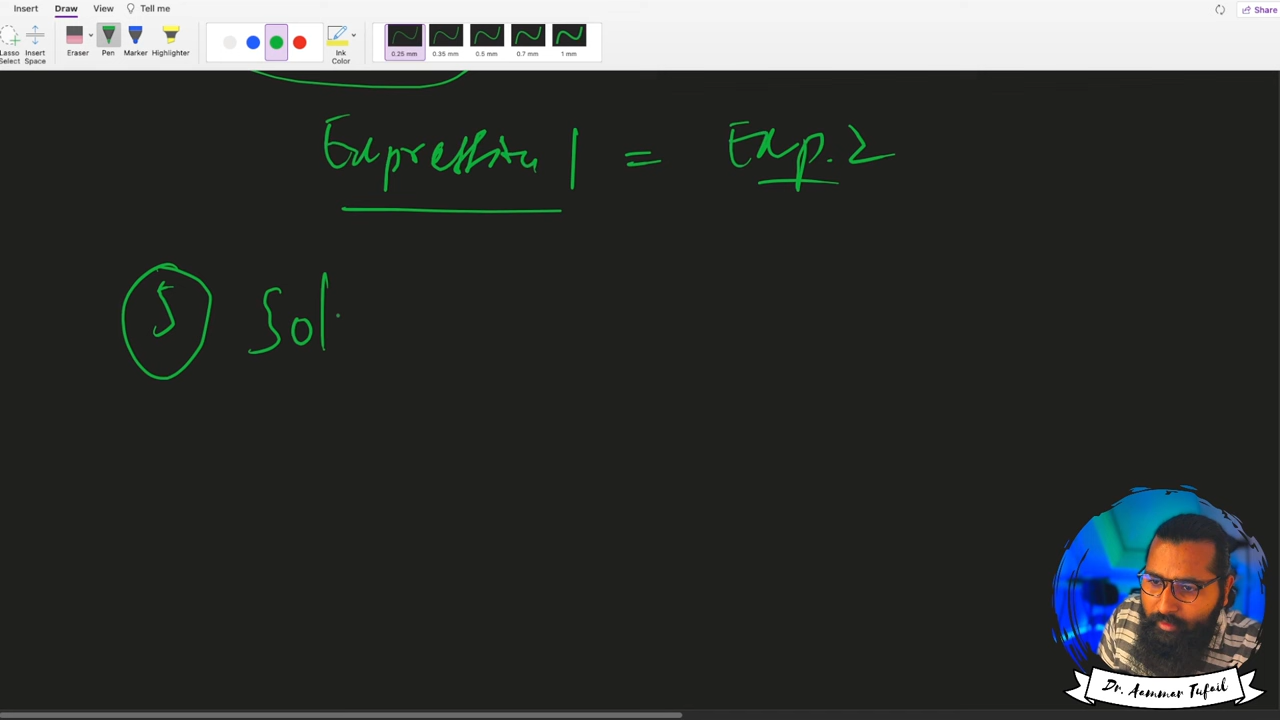 Insert Draw View Tell me
Share
Lasso Select
Insert Space
Eraser
Pen
Marker
Highlighter
Ink Color
0.25 mm
0.35 mm
0.5 mm
0.7 mm
1 mm
Expression 1 = Exp. 2
5 Sol
Dr. Aammar Tufail